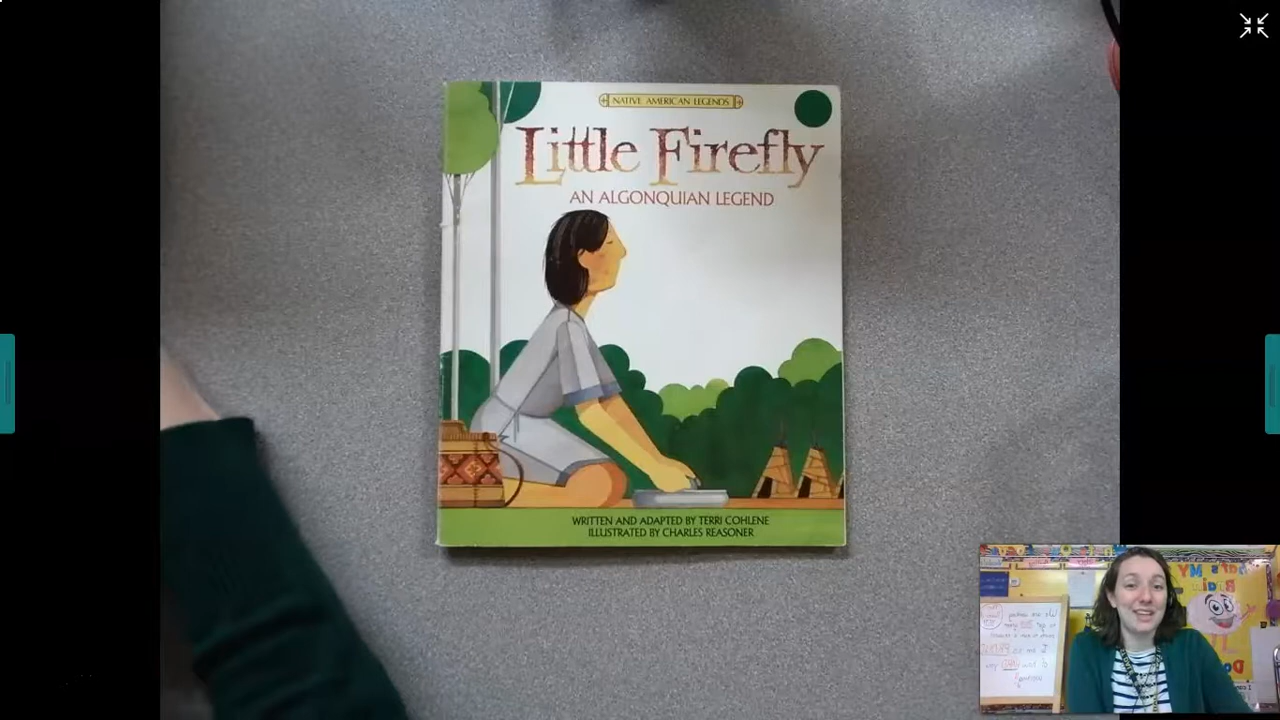 NATIVE AMERICAN LEGENDS
Little Firefly
AN ALGONQUIAN LEGEND
WRITTEN AND ADAPTED BY TERRI COHLENE
ILLUSTRATED BY CHARLES REASONER